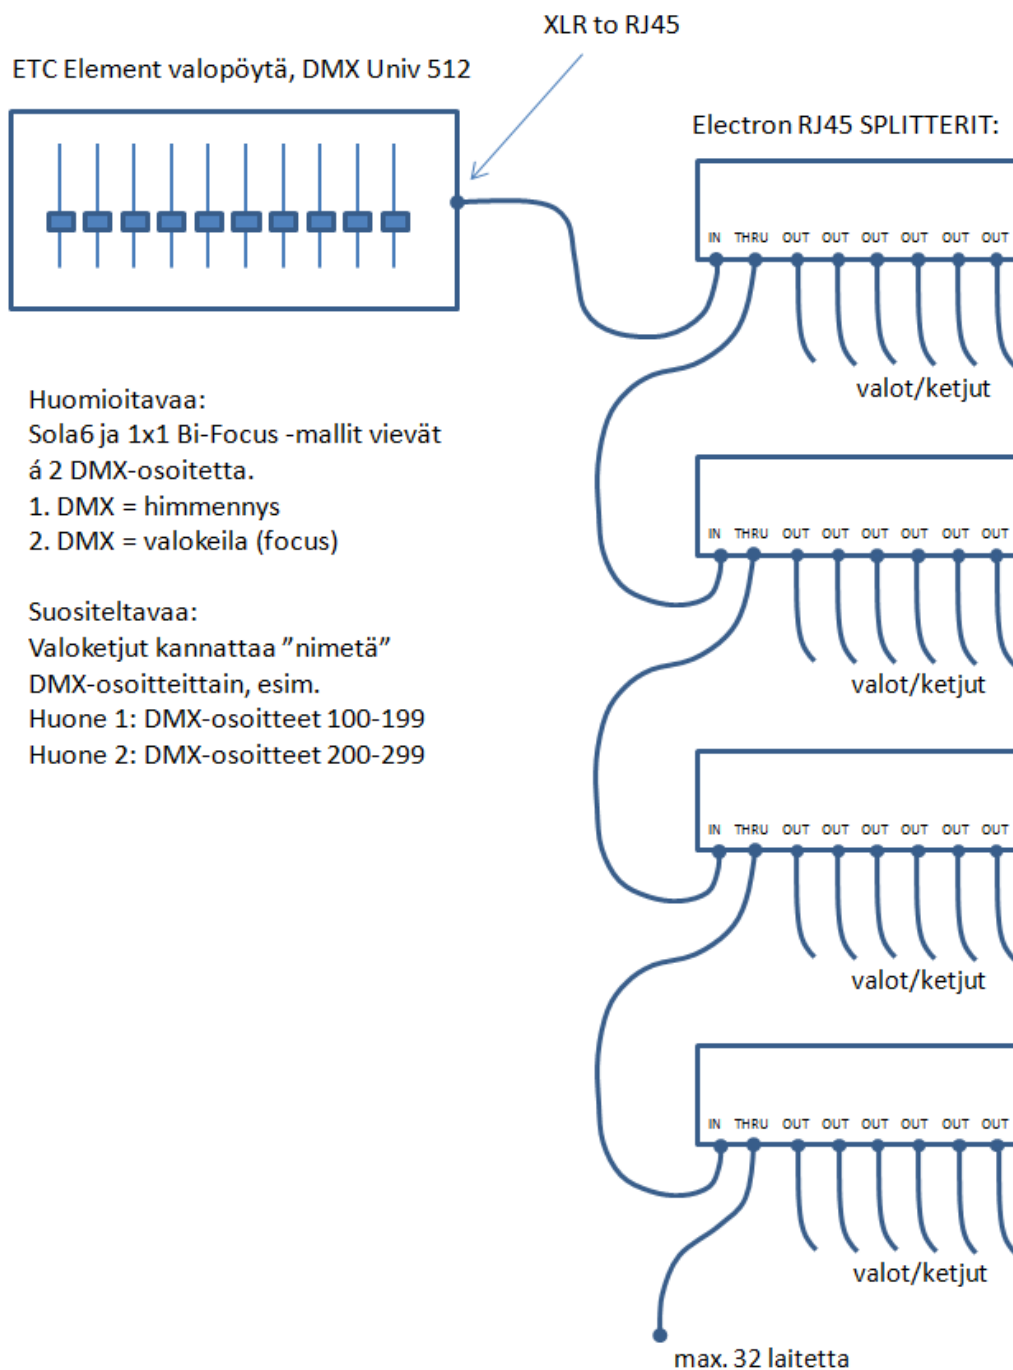 XLR to RJ45
ETC Element valopöytä, DMX Univ 512
Electron RJ45 SPLITTERIT:
IN THRU OUT OUT OUT OUT OUT OUT
valot/ketjut
Huomioitavaa:
Sola6 ja 1x1 Bi-Focus -mallit vievät
á 2 DMX-osoitetta.
1. DMX = himmennys
2. DMX = valokeila (focus)
IN THRU OUT OUT OUT OUT OUT OUT
valot/ketjut
Suositeltavaa:
Valoketjut kannattaa ”nimetä”
DMX-osoitteittain, esim.
Huone 1: DMX-osoitteet 100-199
Huone 2: DMX-osoitteet 200-299
IN THRU OUT OUT OUT OUT OUT OUT
valot/ketjut
IN THRU OUT OUT OUT OUT OUT OUT
valot/ketjut
max. 32 laitetta